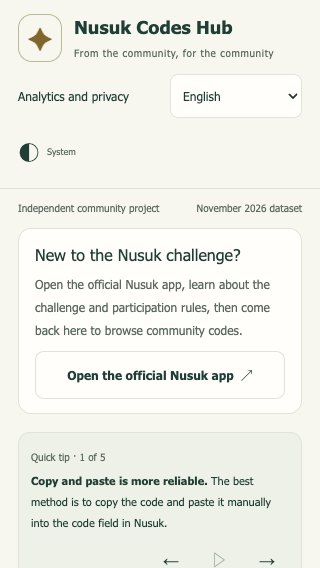 Nusuk Codes Hub
From the community, for the community
Analytics and privacy
English
System
Independent community project
November 2026 dataset
New to the Nusuk challenge?
Open the official Nusuk app, learn about the
challenge and participation rules, then come
back here to browse community codes.
Open the official Nusuk app ↗
Quick tip · 1 of 5
Copy and paste is more reliable. The best
method is to copy the code and paste it manually
into the code field in Nusuk.